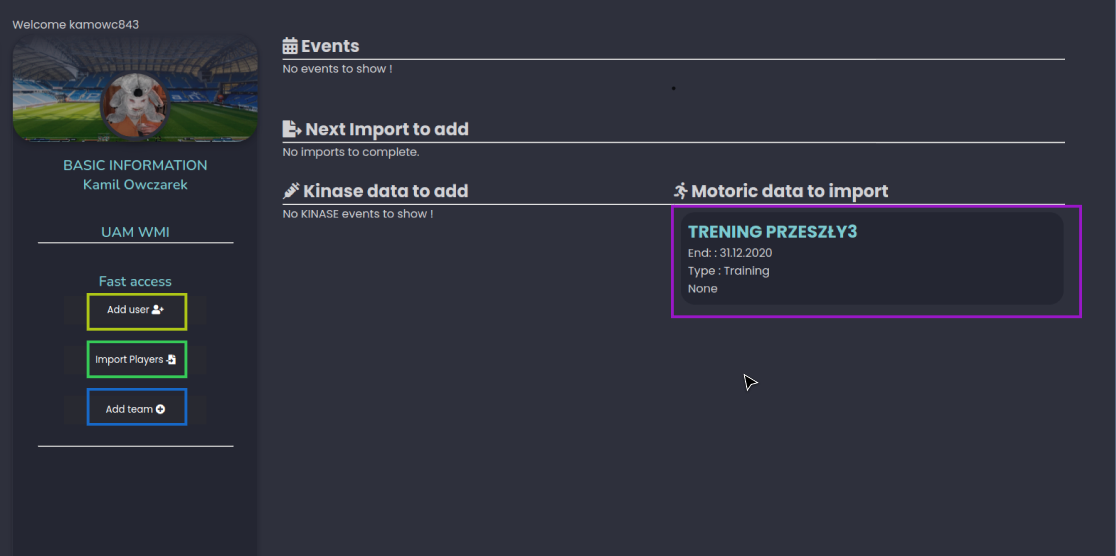 Welcome kamowc843
BASIC INFORMATION
Kamil Owczarek
UAM WMI
Fast access
Add user
Import Players
Add team
Events
No events to show !
Next Import to add
No imports to complete.
Kinase data to add
No KINASE events to show !
Motoric data to import
TRENING PRZESZŁY3
End: : 31.12.2020
Type : Training
None